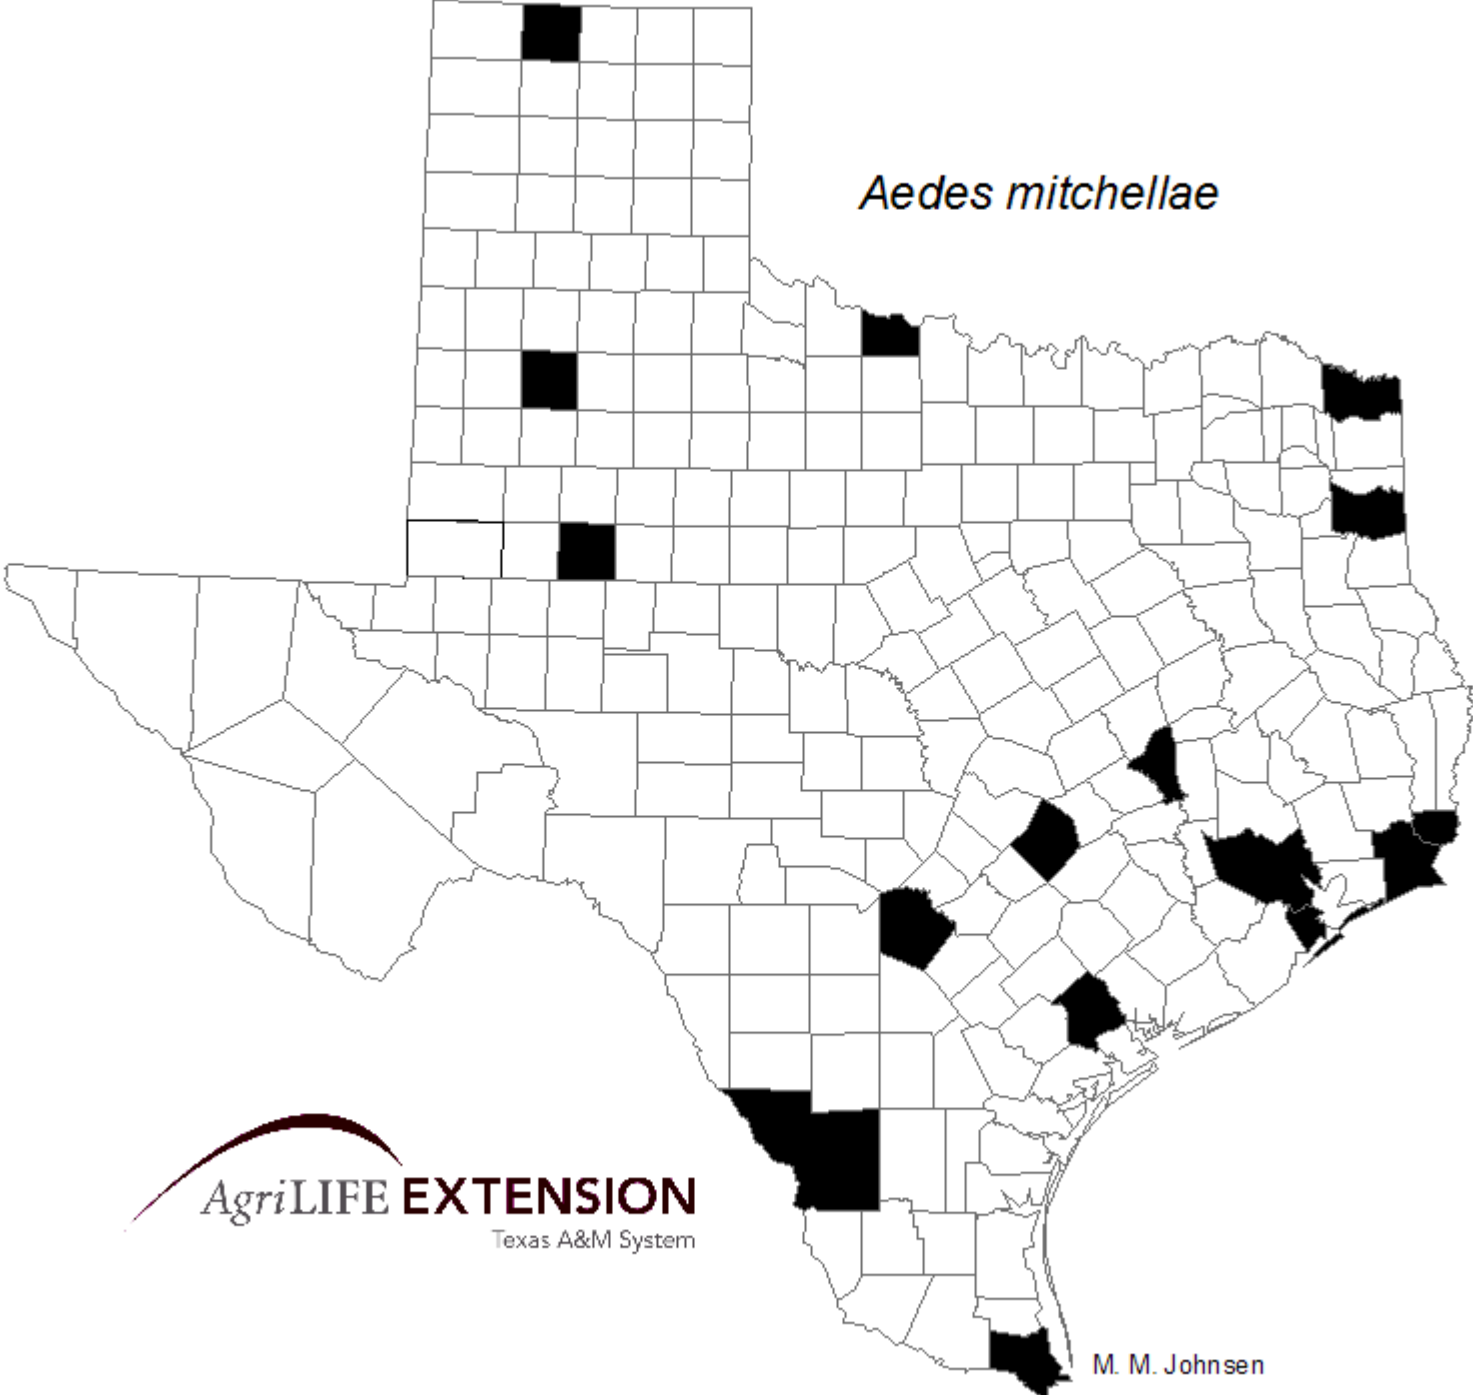 Aedes mitchellae
AgriLIFE EXTENSION
Texas A&M System
M. M. Johnsen